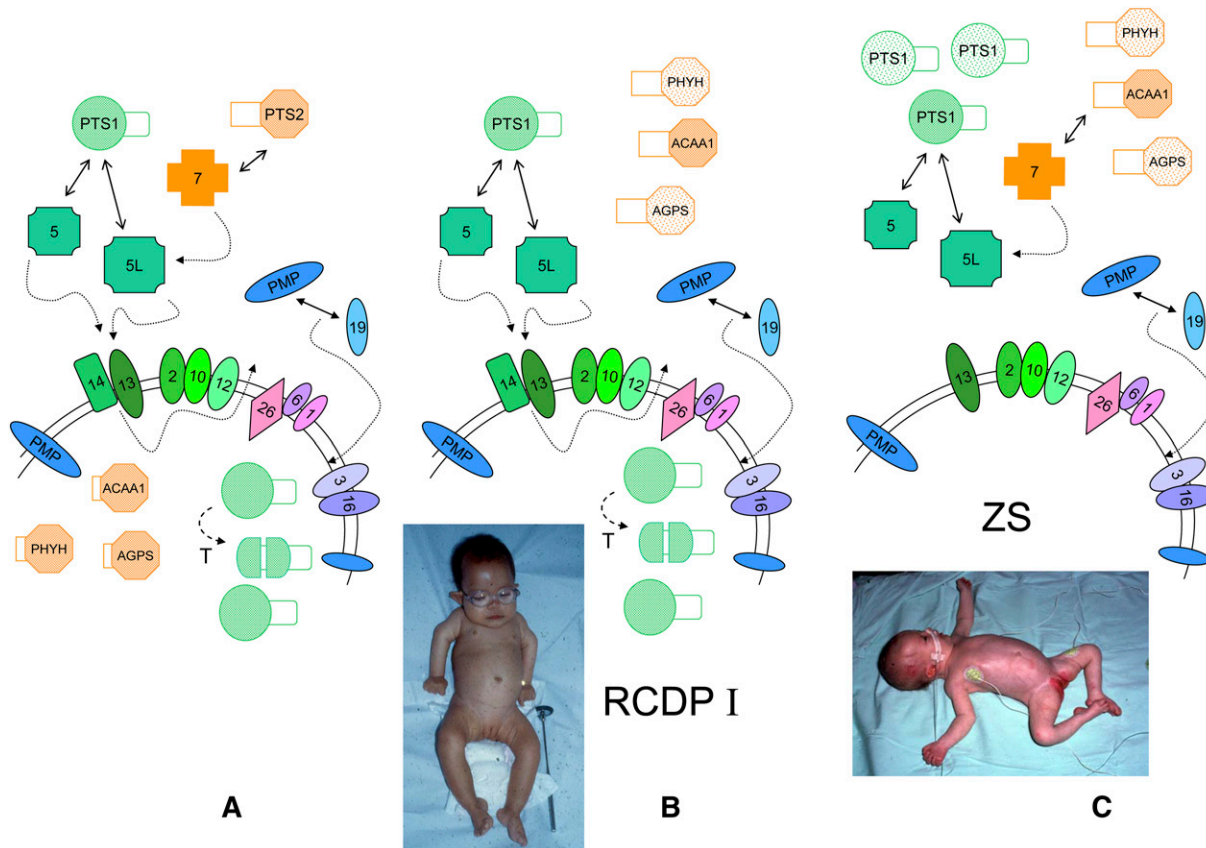 PTS1
PTS2
7
5
5L
PMP
19
14
13
2
10
12
26
6
1
3
16
PMP
ACAA1
PHYH
AGPS
T
A
PHYH
ACAA1
AGPS
PTS1
5
5L
PMP
19
14
13
2
10
12
26
6
1
3
16
PMP
T
RCDP I
B
PTS1
PTS1
PTS1
PHYH
ACAA1
AGPS
7
5
5L
PMP
19
13
2
10
12
26
6
1
3
16
PMP
ZS
C